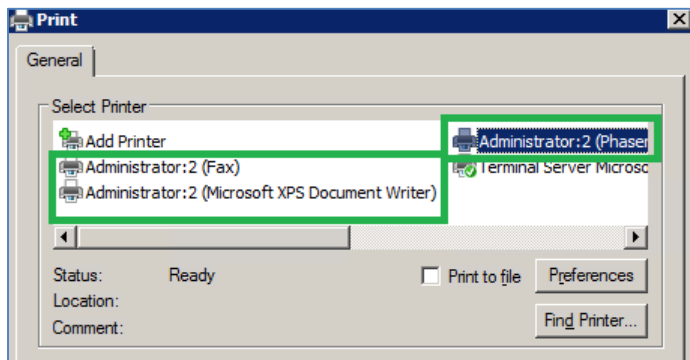 Print
General
Select Printer
Add Printer
Administrator:2 (Fax)
Administrator:2 (Microsoft XPS Document Writer)
Administrator:2 (Phaser
Terminal Server Microso
Status: Ready
Location:
Comment:
Print to file
Preferences
Find Printer...